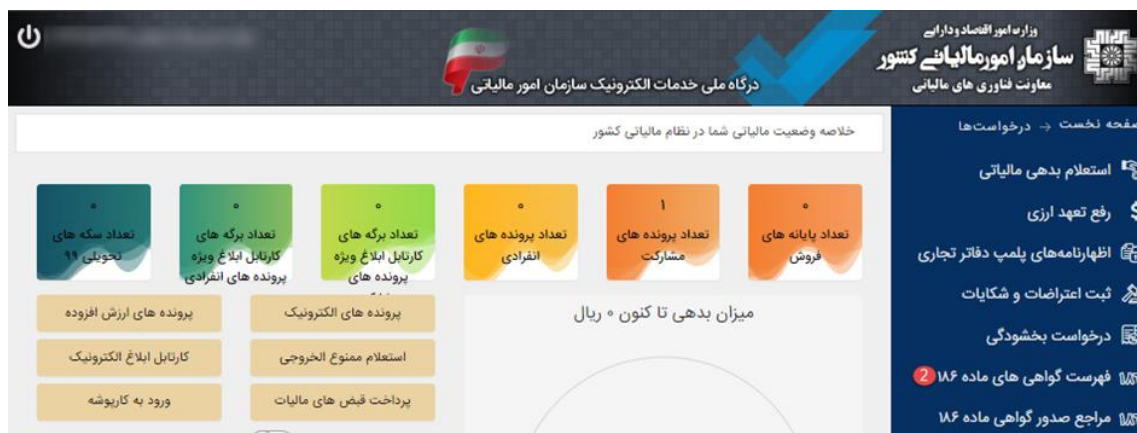 وزارت امور اقتصاد و دارایی
سازمان امور مالیاتی کشور
معاونت فناوری های مالیاتی
درگاه ملی خدمات الکترونیک سازمان امور مالیاتی
صفحه نخست ← درخواست‌ها
استعلام بدهی مالیاتی
رفع تعهد ارزی
اظهارنامه‌های پلمپ دفاتر تجاری
ثبت اعتراضات و شکایات
درخواست بخشودگی
فهرست گواهی های ماده ۱۸۶ 2
مراجع صدور گواهی ماده ۱۸۶
خلاصه وضعیت مالیاتی شما در نظام مالیاتی کشور
۰
تعداد پایانه های
فروش
۱
تعداد پرونده های
مشارکت
۰
تعداد پرونده های
انفرادی
۰
تعداد برگه های
کارتابل ابلاغ ویژه
پرونده های
۰
تعداد برگه های
کارتابل ابلاغ ویژه
پرونده های انفرادی
۰
تعداد سکه های
تحویلی ۹۹
میزان بدهی تا کنون ۰ ریال
پرونده های الکترونیک
پرونده های ارزش افزوده
استعلام ممنوع الخروجی
کارتابل ابلاغ الکترونیک
پرداخت قبض های مالیات
ورود به کارپوشه